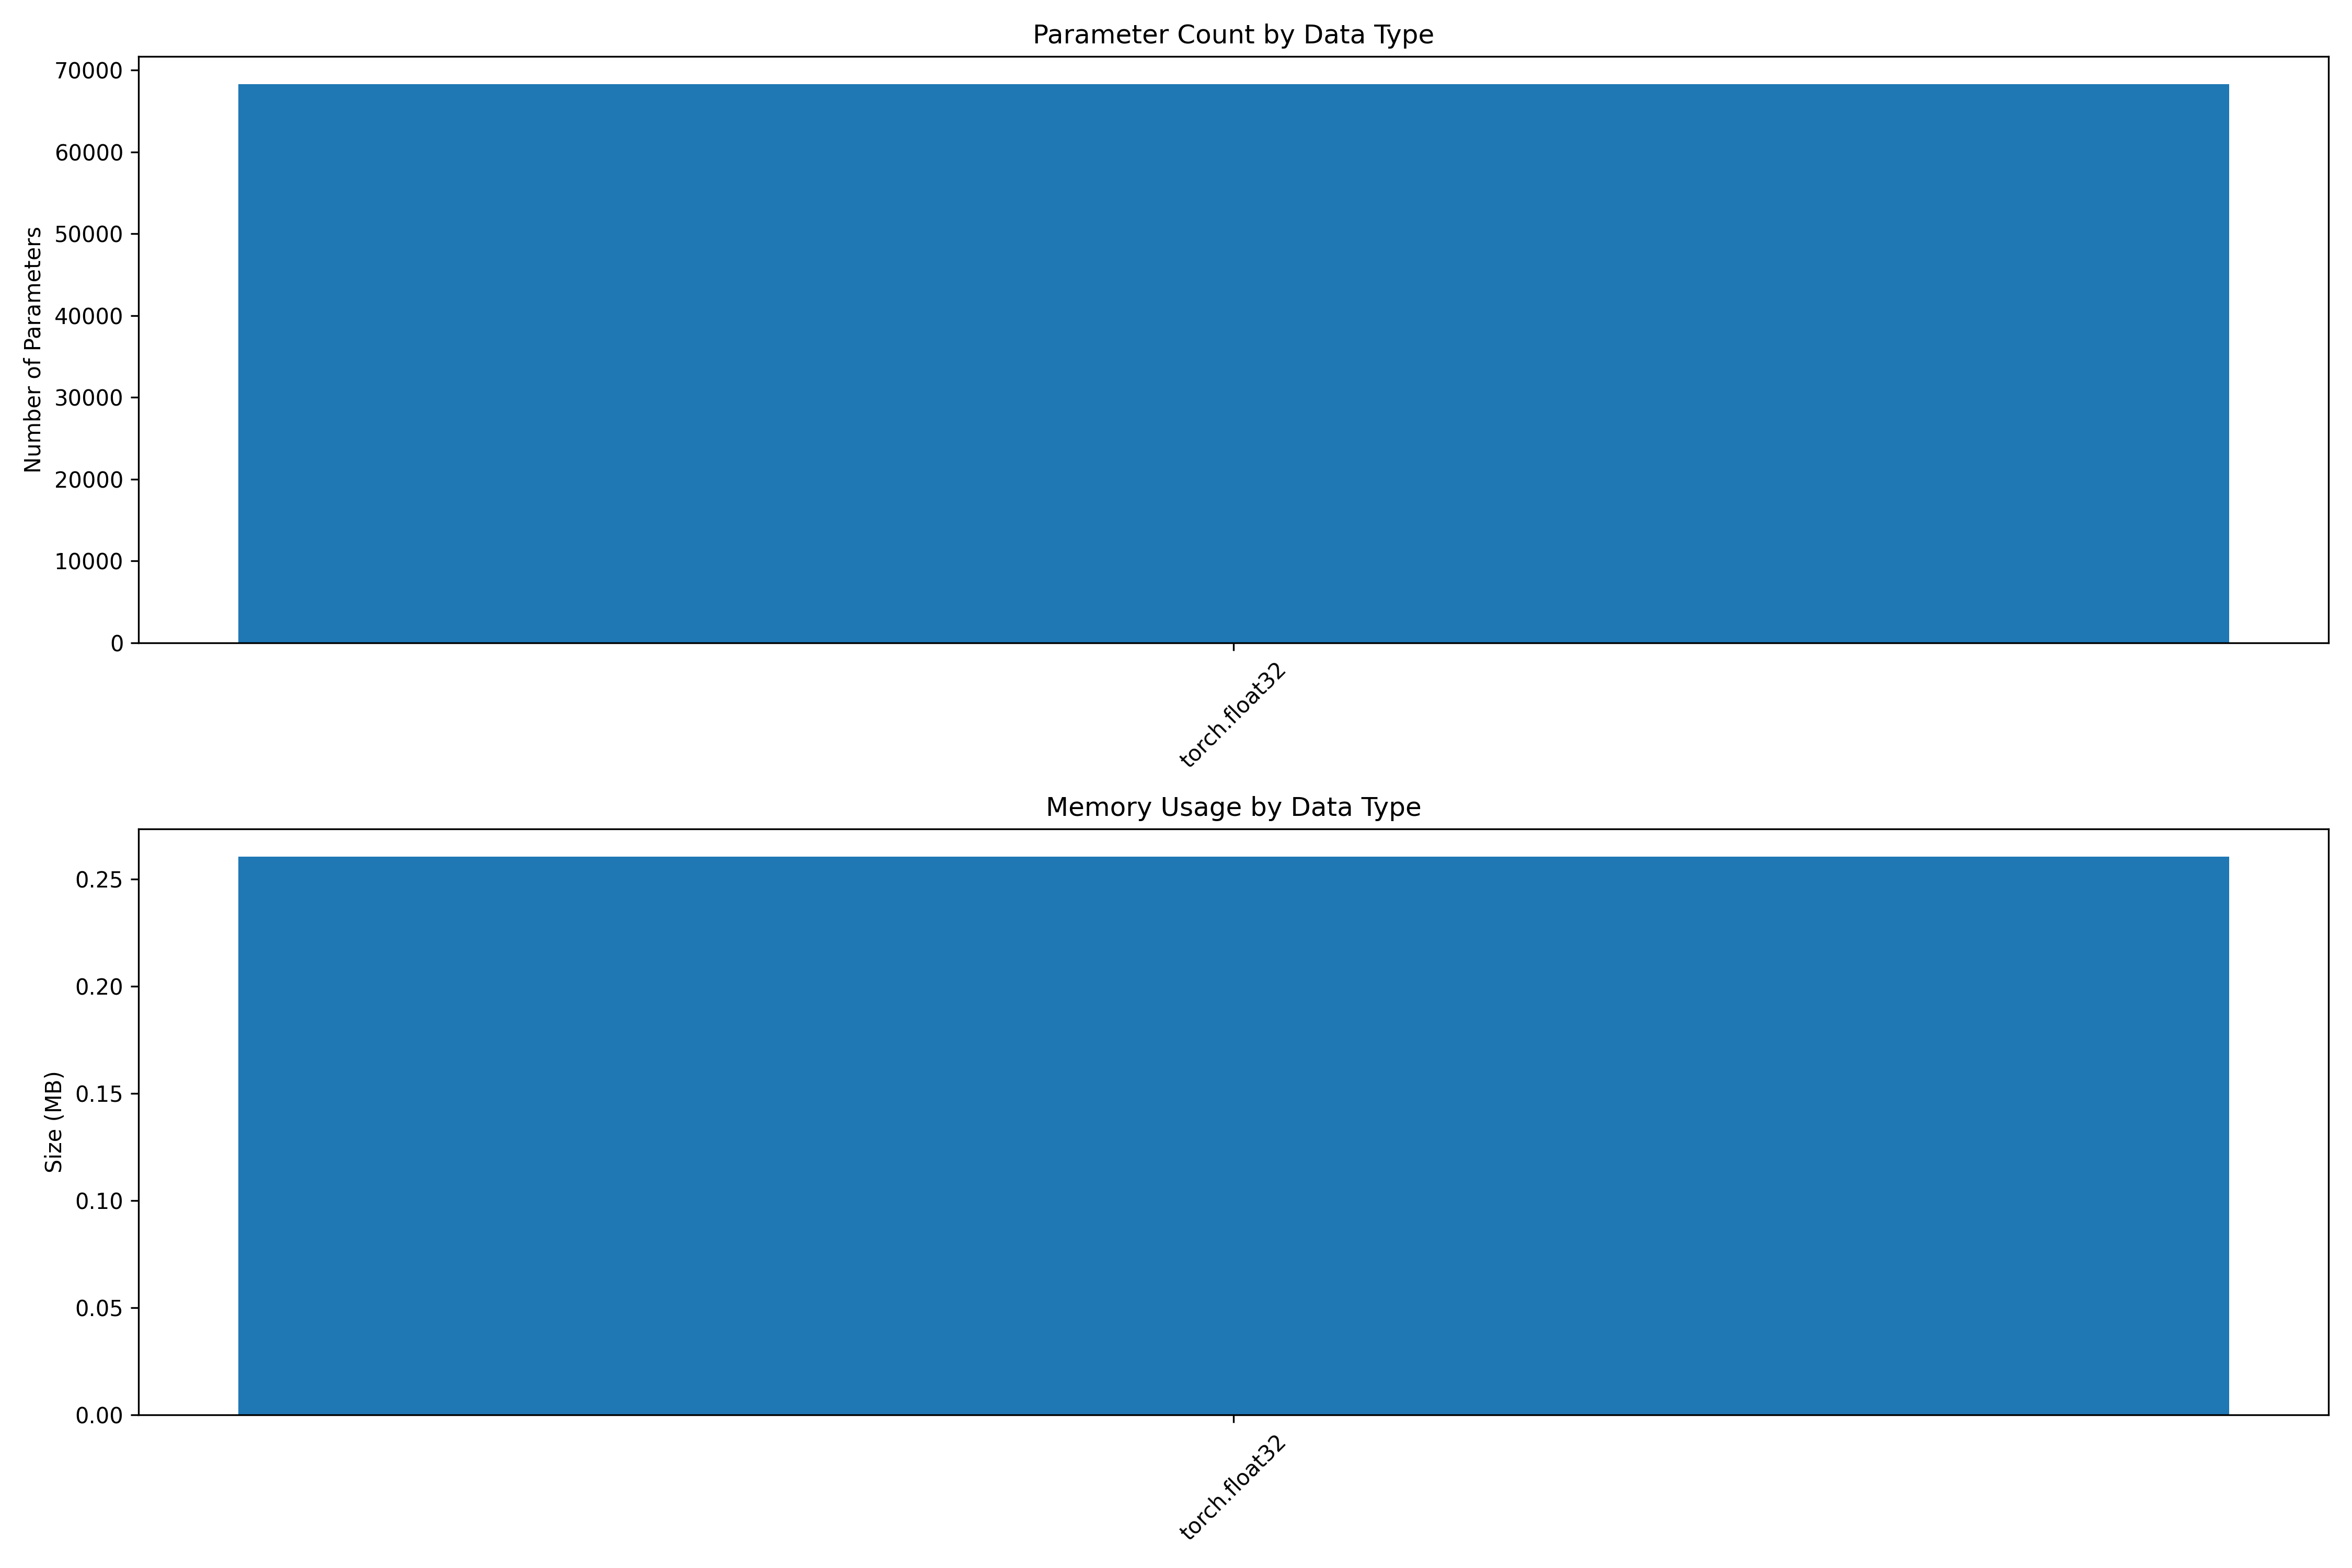 Parameter Count by Data Type
Number of Parameters
70000
60000
50000
40000
30000
20000
10000
0
torch.float32
Memory Usage by Data Type
Size (MB)
0.25
0.20
0.15
0.10
0.05
0.00
torch.float32